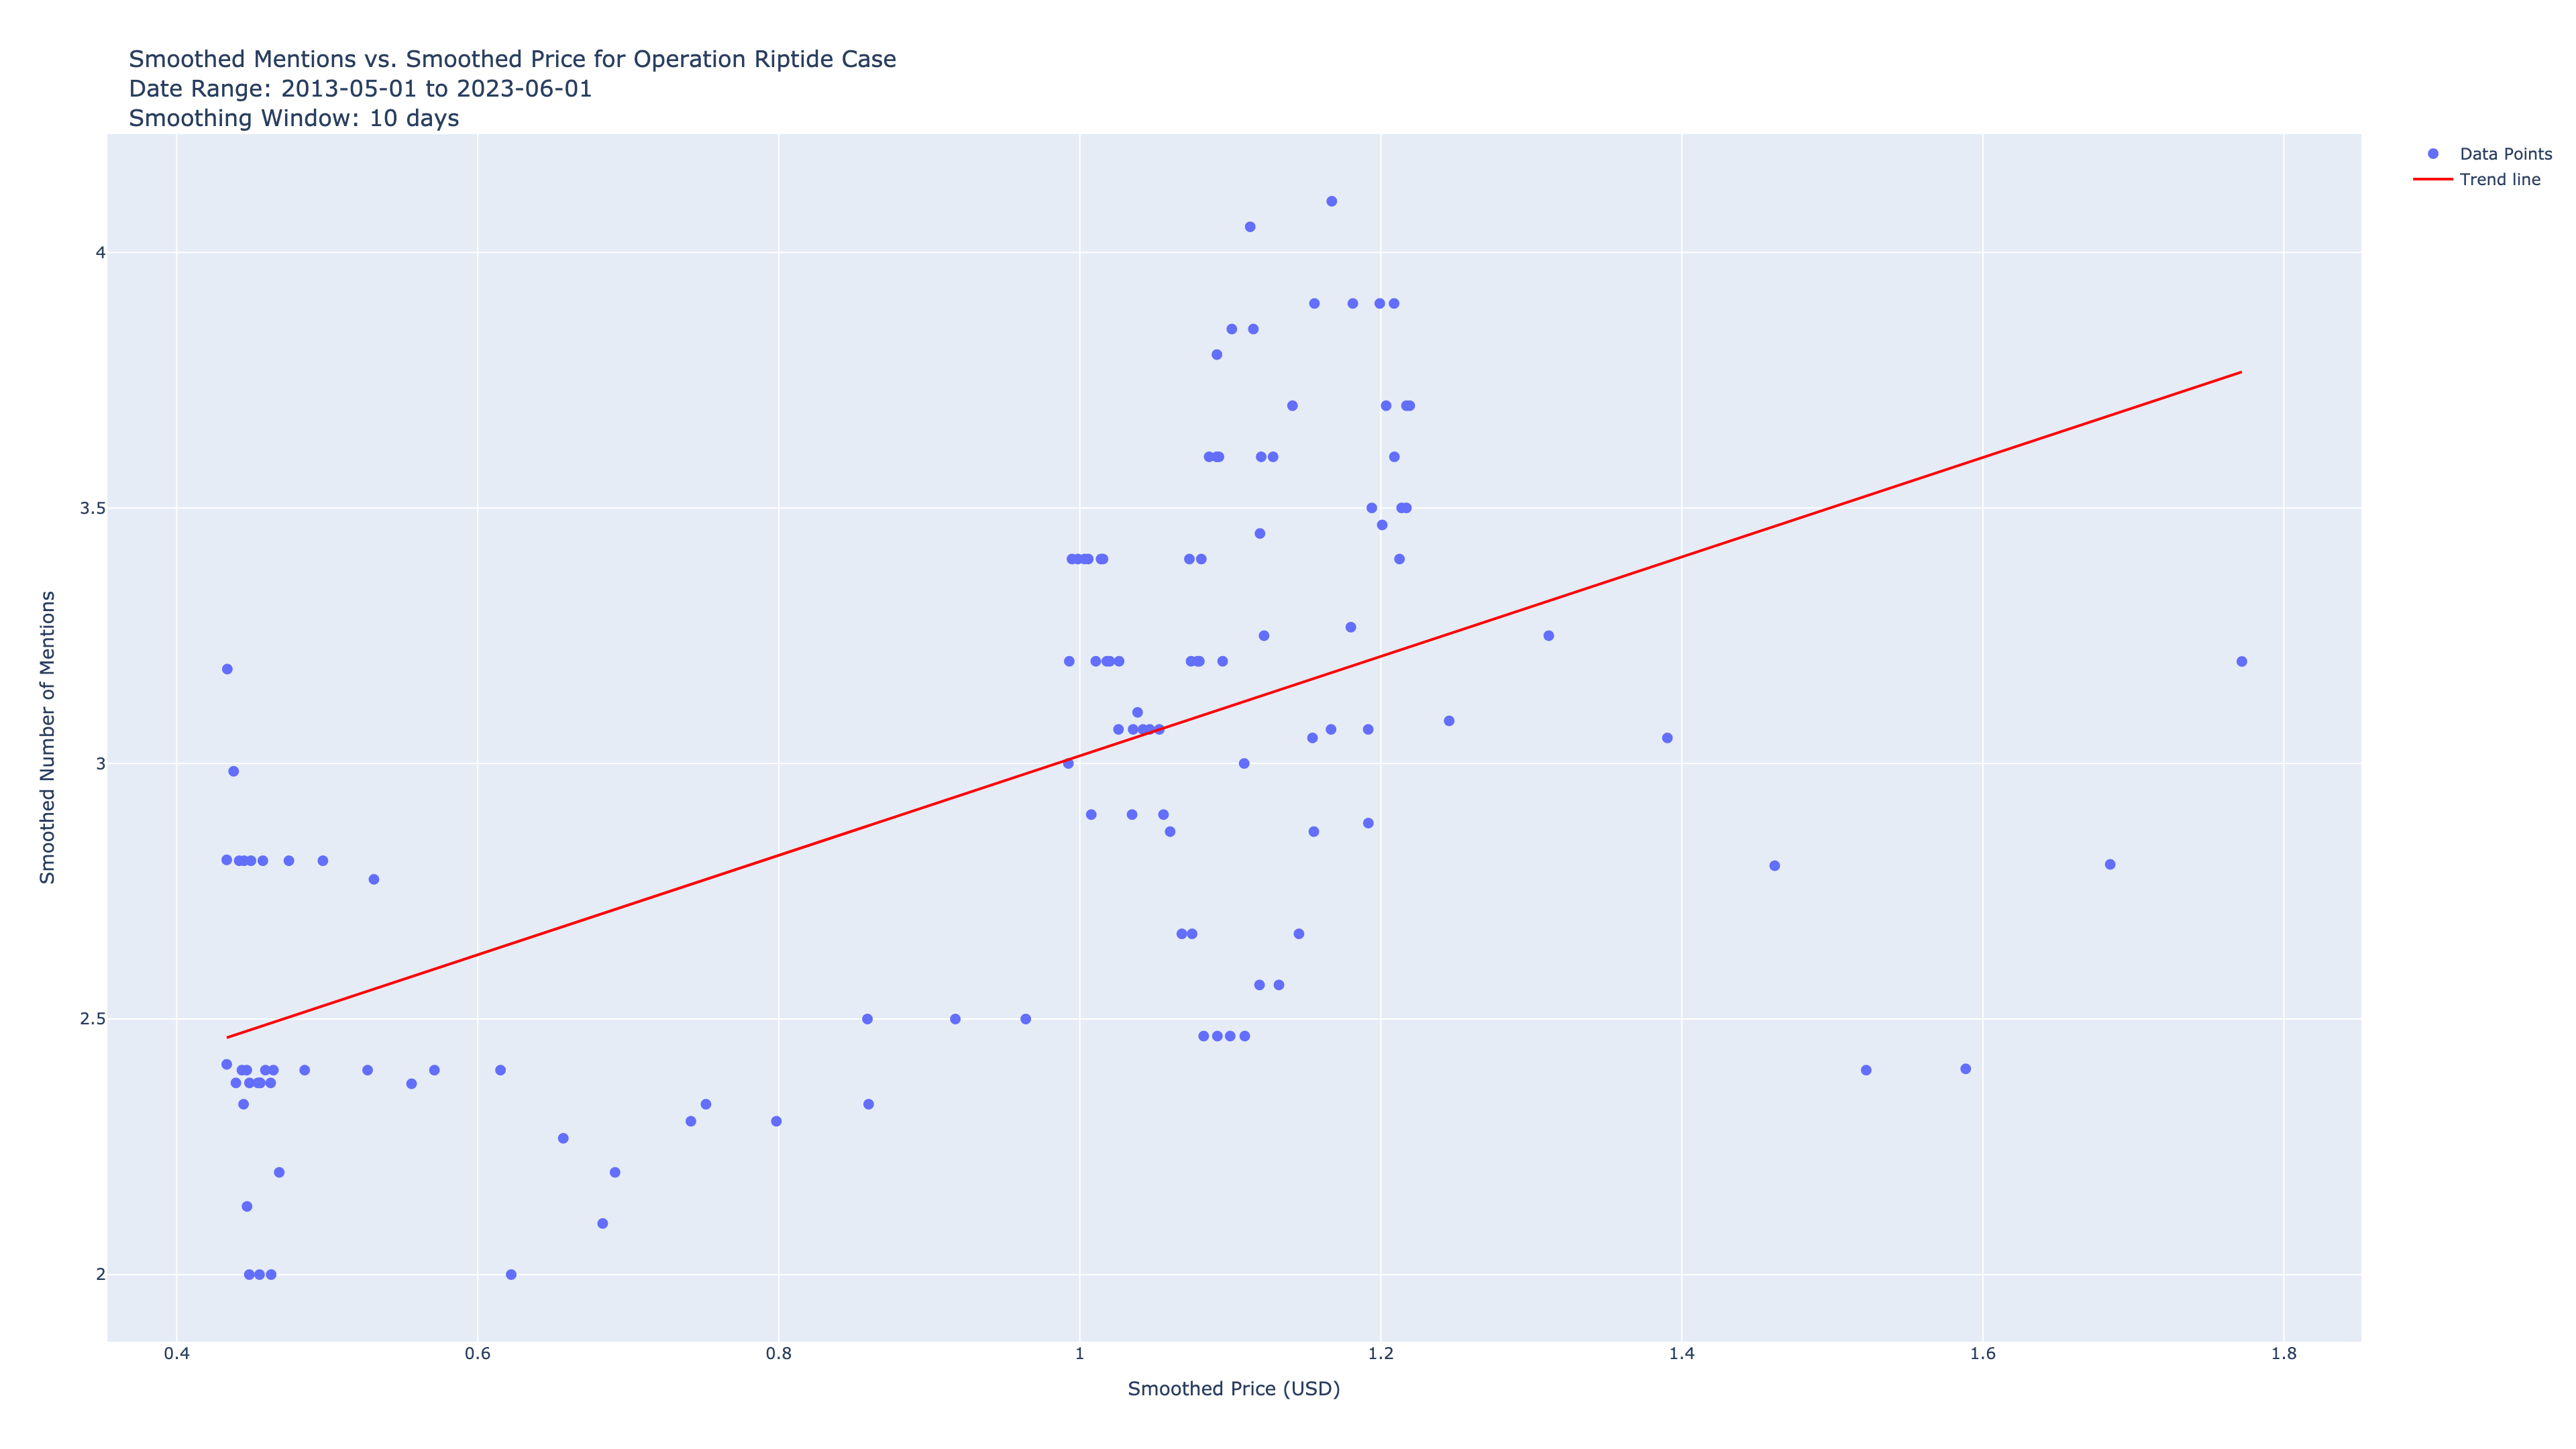 Smoothed Mentions vs. Smoothed Price for Operation Riptide Case
Date Range: 2013-05-01 to 2023-06-01
Smoothing Window: 10 days
Data Points
Trend line
Smoothed Number of Mentions
4
3.5
3
2.5
2
0.4
0.6
0.8
1
1.2
1.4
1.6
1.8
Smoothed Price (USD)